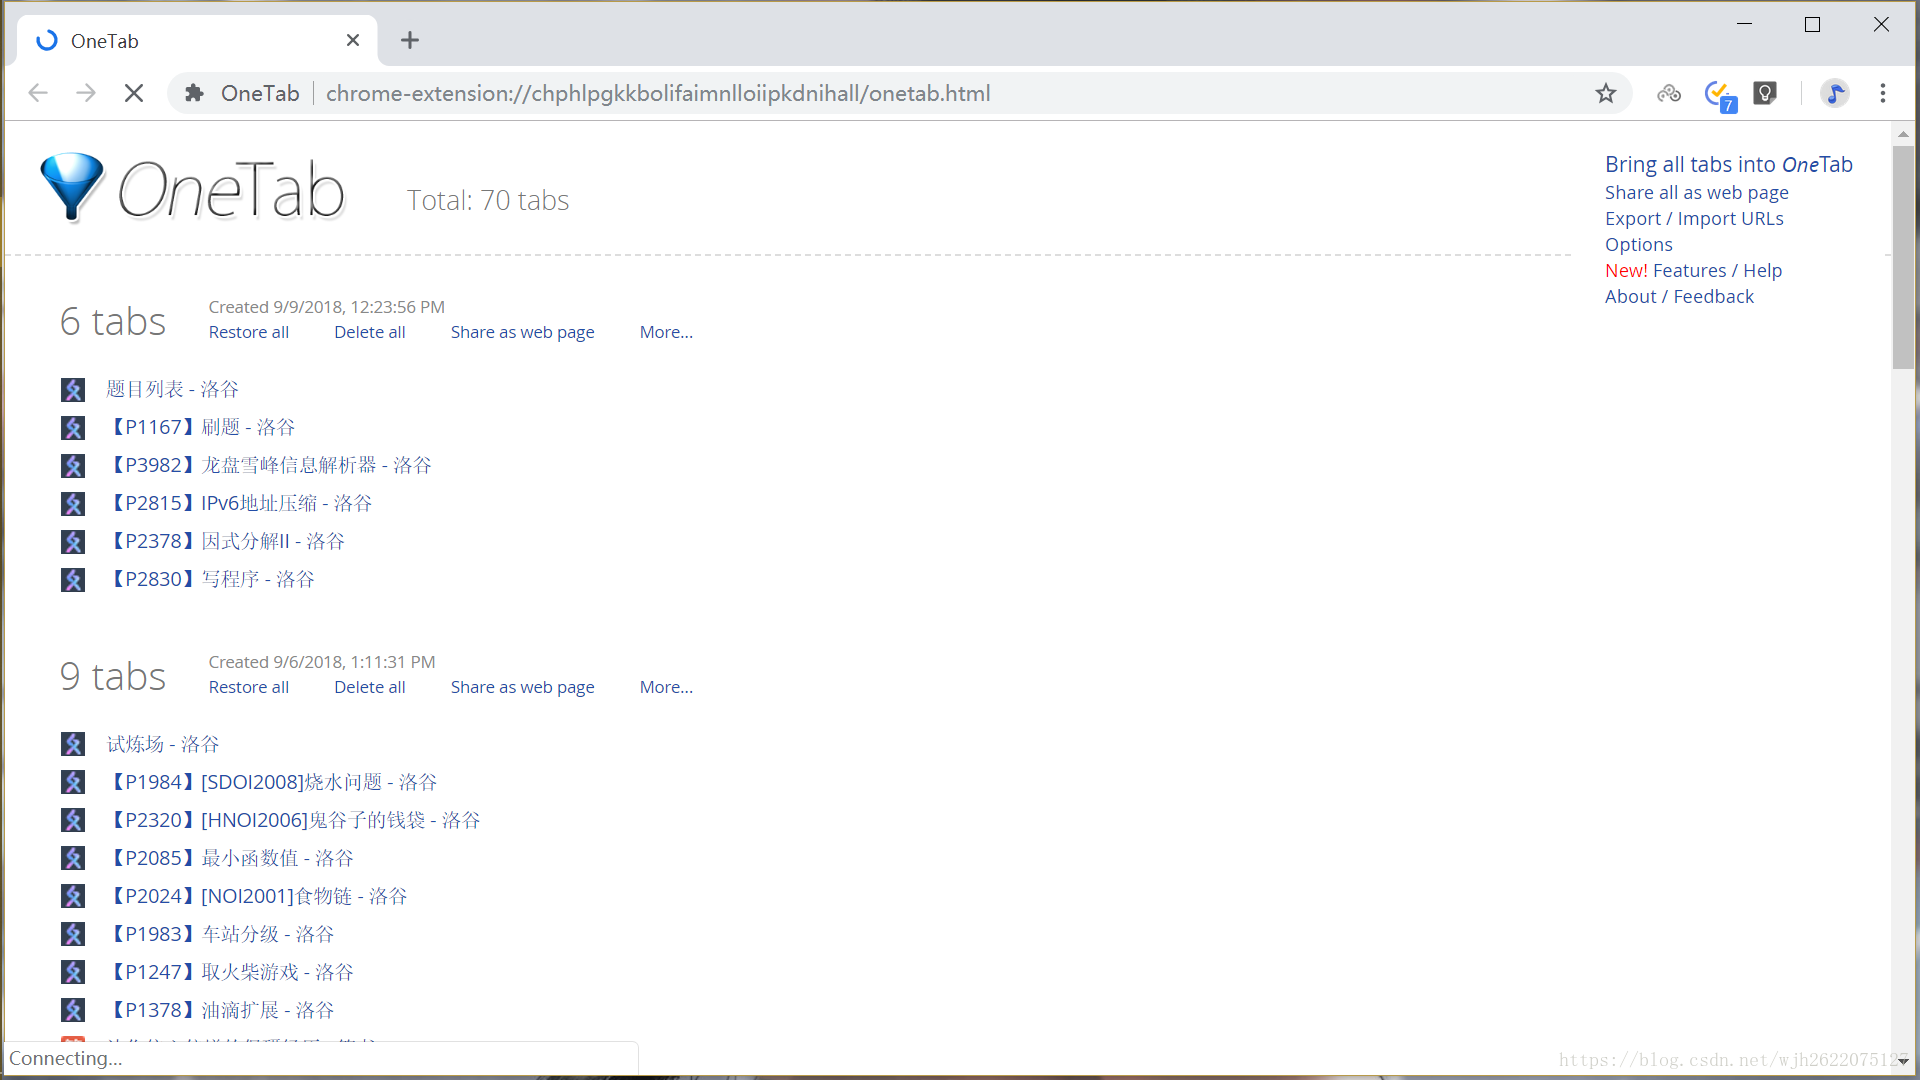 OneTab
OneTab chrome-extension://chphlpgkkbolifaimnlloiipkdnihall/onetab.html
7
OneTab
Total: 70 tabs
Bring all tabs into OneTab
Share all as web page
Export / Import URLs
Options
New! Features / Help
About / Feedback
6 tabs
Created 9/9/2018, 12:23:56 PM
Restore all Delete all Share as web page More...
题目列表 - 洛谷
【P1167】刷题 - 洛谷
【P3982】龙盘雪峰信息解析器 - 洛谷
【P2815】IPv6地址压缩 - 洛谷
【P2378】因式分解II - 洛谷
【P2830】写程序 - 洛谷
9 tabs
Created 9/6/2018, 1:11:31 PM
Restore all Delete all Share as web page More...
试炼场 - 洛谷
【P1984】[SDOI2008]烧水问题 - 洛谷
【P2320】[HNOI2006]鬼谷子的钱袋 - 洛谷
【P2085】最小函数值 - 洛谷
【P2024】[NOI2001]食物链 - 洛谷
【P1983】车站分级 - 洛谷
【P1247】取火柴游戏 - 洛谷
【P1378】油滴扩展 - 洛谷
Connecting...
https://blog.csdn.net/wjh2622075127